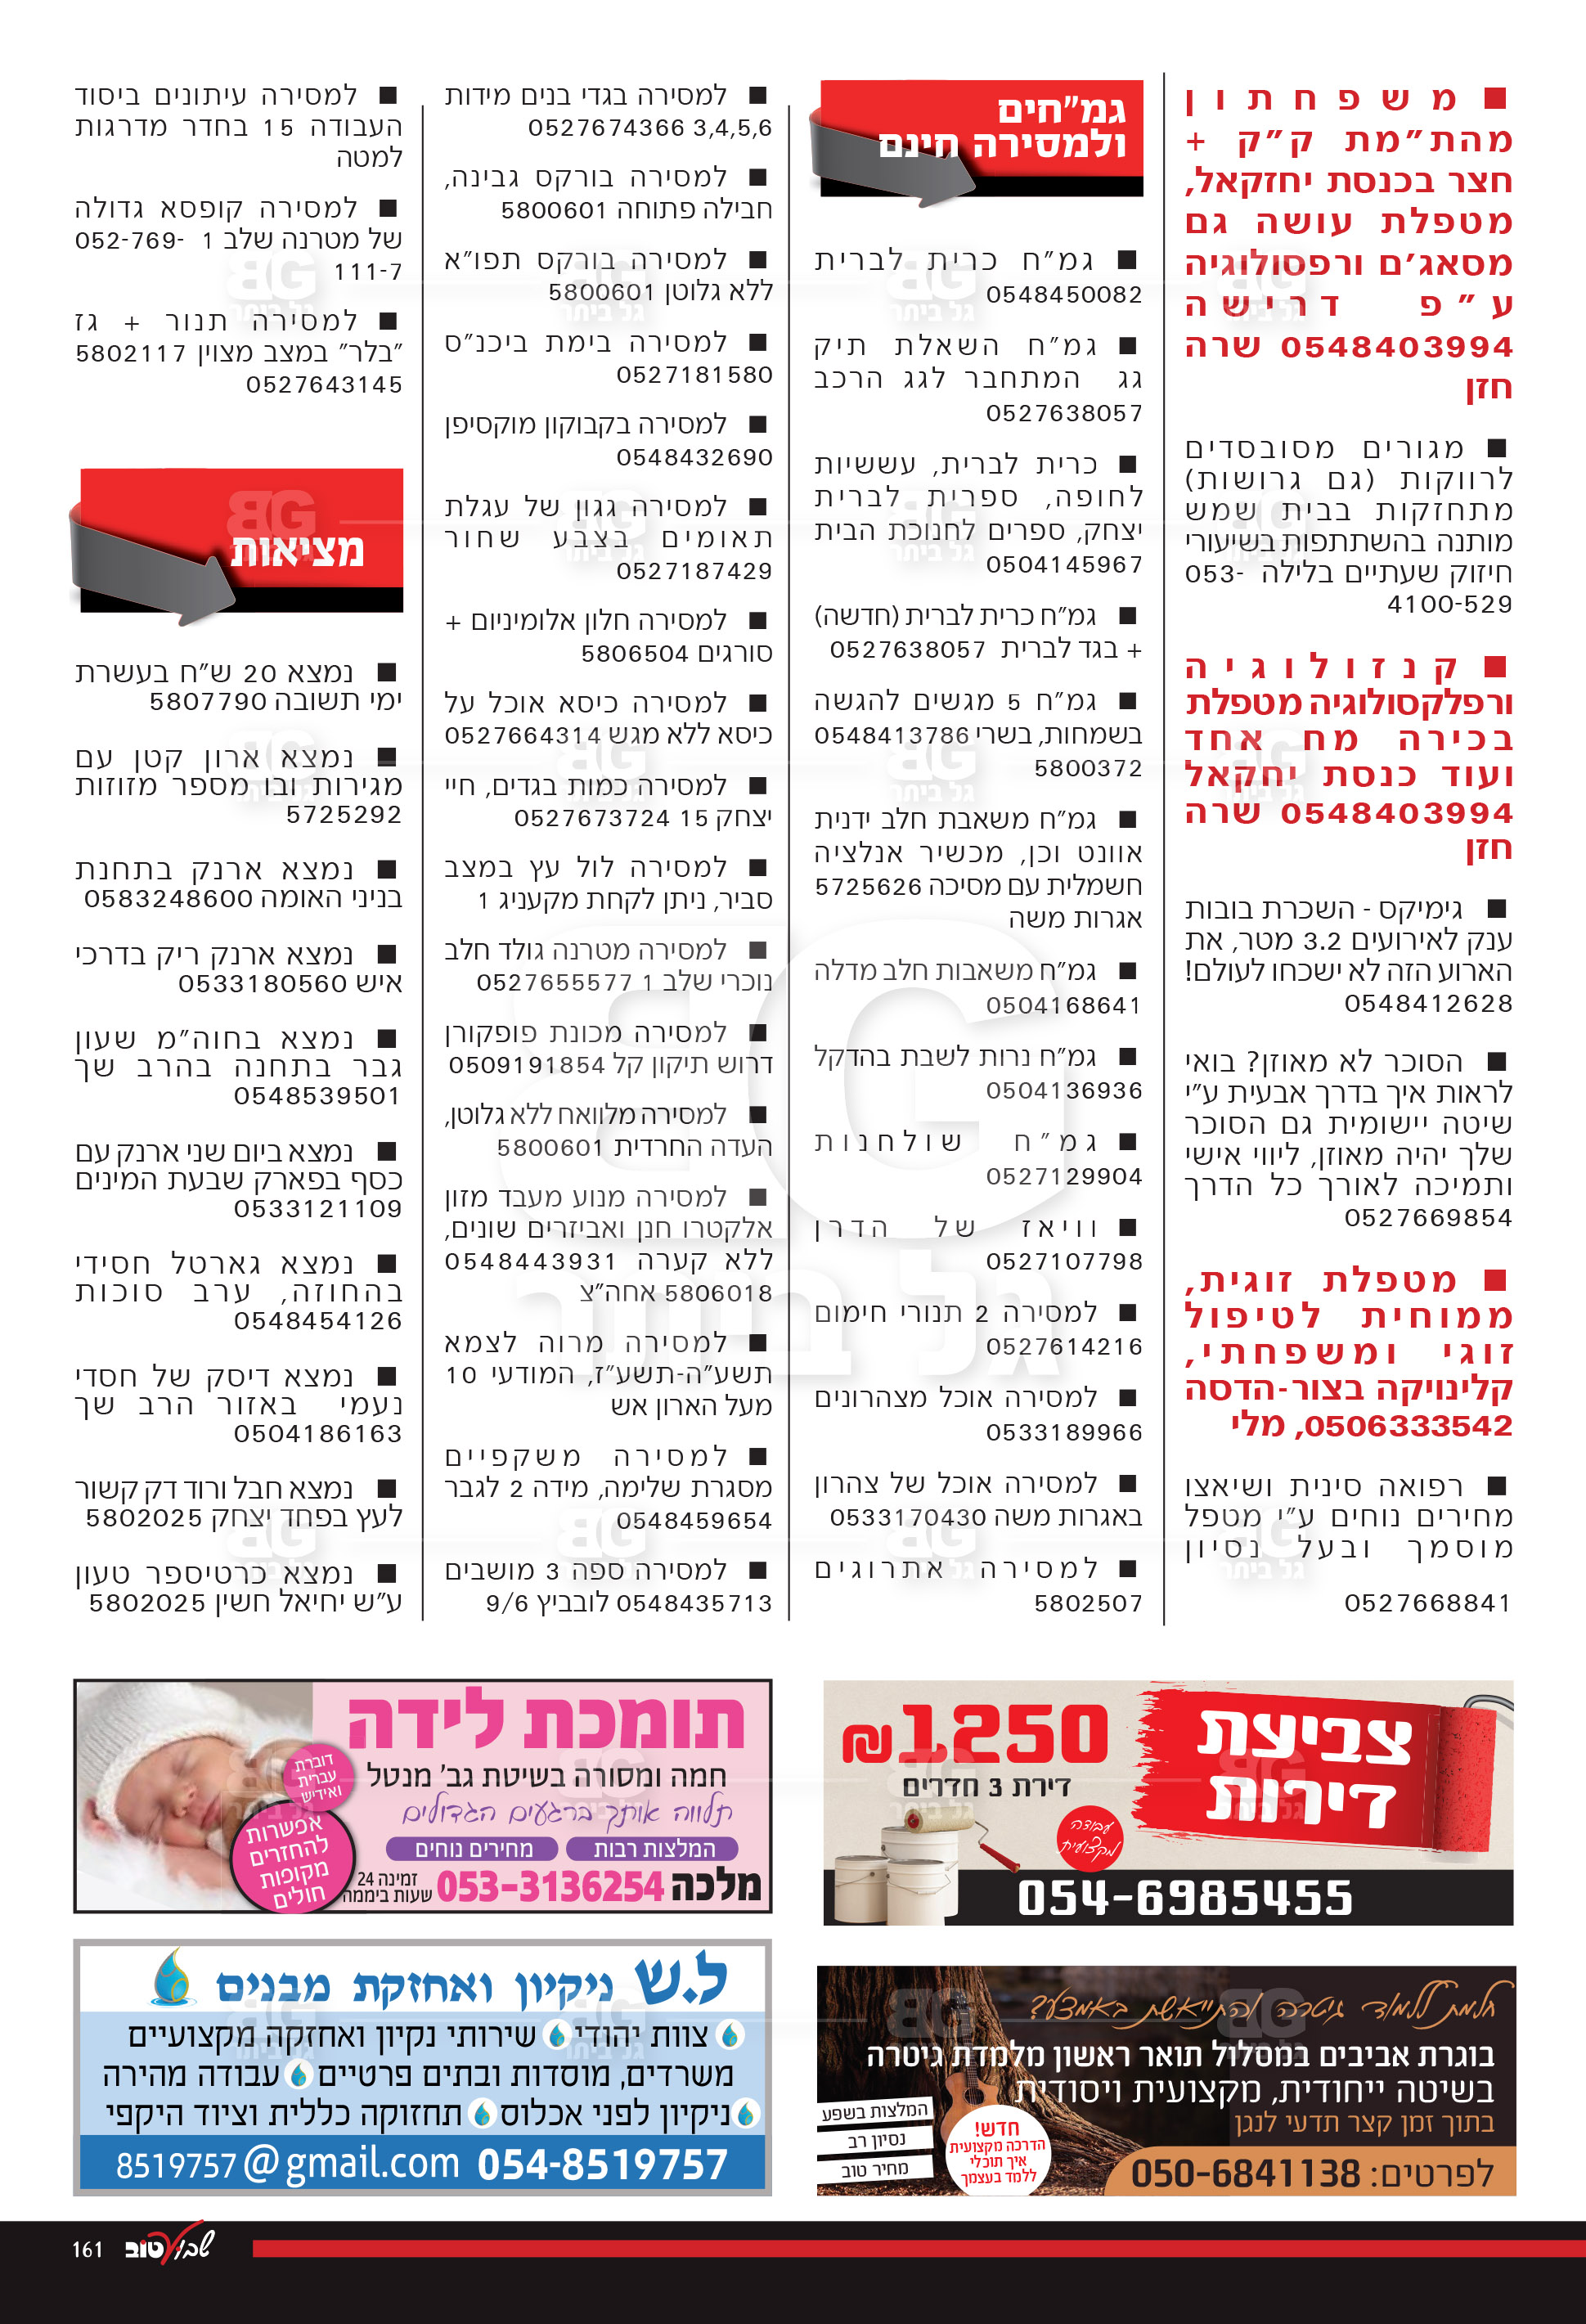 ■ משפחתון
מהת״מת ק״ק +
חצר בכנסת יחזקאל,
מטפלת עושה גם
מסאג׳ם ורפסולוגיה
ע״פ דרישה
0548403994 שרה
חזן
■ מגורים מסובסדים
לרווקות (גם גרושות)
מתחזקות בבית שמש
מותנה בהשתתפות בשיעורי
חיזוק שעתיים בלילה 053-
4100-529
■ קנזולוגיה
ורפלקסולוגיה מטפלת
בכירה מח אחד
ועוד כנסת יחקאל
0548403994 שרה
חזן
■ גימיקס - השכרת בובות
ענק לאירועים 3.2 מטר, את
הארוע הזה לא ישכחו לעולם!
0548412628
■ הסוכר לא מאוזן? בואי
לראות איך בדרך אבעית ע״י
שיטה יישומית גם הסוכר
שלך יהיה מאוזן, ליווי אישי
ותמיכה לאורך כל הדרך
0527669854
■ מטפלת זוגית,
ממוחית לטיפול
זוגי ומשפחתי,
קלינויקה בצור-הדסה
0506333542, מלי
■ רפואה סינית ושיאצו
מחירים נוחים ע״י מטפל
מוסמך ובעל נסיון
0527668841
גמ״חים
ולמסירה חינם
■ גמ״ח כרית לברית
0548450082
■ גמ״ח השאלת תיק
גג המתחבר לגג הרכב
0527638057
■ כרית לברית, עששיות
לחופה, ספרית לברית
יצחק, ספרים לחנוכת הבית
0504145967
■ גמ״ח כרית לברית (חדשה)
+ בגד לברית 0527638057
■ גמ״ח 5 מגשים להגשה
בשמחות, בשרי 0548413786
5800372
■ גמ״ח משאבת חלב ידנית
אוונט וכן, מכשיר אנלציה
חשמלית עם מסיכה 5725626
אגרות משה
■ גמ״ח משאבות חלב מדלה
0504168641
■ גמ״ח נרות לשבת בהדקל
0504136936
■ גמ״ח שולחנות
0527129904
■ וויאז של הדרן
0527107798
■ למסירה 2 תנורי חימום
0527614216
■ למסירה אוכל מצהרונים
0533189966
■ למסירה אוכל של צהרון
באגרות משה 0533170430
■ למסירה אתרוגים
5802507
■ למסירה בגדי בנים מידות
3,4,5,6 0527674366
■ למסירה בורקס גבינה,
חבילה פתוחה 5800601
■ למסירה בורקס תפו״א
ללא גלוטן 5800601
■ למסירה בימת ביכנ״ס
0527181580
■ למסירה בקבוקון מוקסיפן
0548432690
■ למסירה גגון של עגלת
תאומים בצבע שחור
0527187429
■ למסירה חלון אלומיניום +
סורגים 5806504
■ למסירה כיסא אוכל על
כיסא ללא מגש 0527664314
■ למסירה כמות בגדים, חיי
יצחק 15 0527673724
■ למסירה לול עץ במצב
סביר, ניתן לקחת מקעניג 1
■ למסירה מטרנה גולד חלב
נוכרי שלב 1 0527655577
■ למסירה מכונת פופקורן
דרוש תיקון קל 0509191854
■ למסירה מלוואח ללא גלוטן,
העדה החרדית 5800601
■ למסירה מנוע מעבד מזון
אלקטרו חנן ואביזרים שונים,
ללא קערה 0548443931
5806018 אחה״צ
■ למסירה מרוה לצמא
תשע״ה-תשע״ז, המודעי 10
מעל הארון אש
■ למסירה משקפיים
מסגרת שלימה, מידה 2 לגבר
0548459654
■ למסירה ספה 3 מושבים
0548435713 לובביץ 9/6
■ למסירה עיתונים ביסוד
העבודה 15 בחדר מדרגות
למטה
■ למסירה קופסא גדולה
של מטרנה שלב 1 052-769-
111-7
■ למסירה תנור + גז
״בלר״ במצב מצוין 5802117
0527643145
מציאות
■ נמצא 20 ש״ח בעשרת
ימי תשובה 5807790
■ נמצא ארון קטן עם
מגירות ובו מספר מזוזות
5725292
■ נמצא ארנק בתחנת
בניני האומה 0583248600
■ נמצא ארנק ריק בדרכי
איש 0533180560
■ נמצא בחוה״מ שעון
גבר בתחנה בהרב שך
0548539501
■ נמצא ביום שני ארנק עם
כסף בפארק שבעת המינים
0533121109
■ נמצא גארטל חסידי
בהחוזה, ערב סוכות
0548454126
■ נמצא דיסק של חסדי
נעמי באזור הרב שך
0504186163
■ נמצא חבל ורוד דק קשור
לעץ בפחד יצחק 5802025
■ נמצא כרטיספר טעון
ע״ש יחיאל חשין 5802025
צביעת
דירות
1250₪
דירת 3 חדרים
עבודה
מקצועית
054-6985455
חלמת ללמוד גיטרה והתייאשת באמצע?
בוגרת אביבים במסלול תואר ראשון מלמדת גיטרה
בשיטה ייחודית, מקצועית ויסודית
בתוך זמן קצר תדעי לנגן
המלצות בשפע
נסיון רב
מחיר טוב
חדש!
הדרכה מקצועית
איך תוכלי
ללמד בעצמך
לפרטים: 050-6841138
תומכת לידה
חמה ומסורה בשיטת גב׳ מנטל
תלווה אותך ברגעים הגדולים
המלצות רבות
מחירים נוחים
מלכה 053-3136254
זמינה 24
שעות ביממה
דוברת
עברית
ואידיש
אפשרות
להחזרים
מקופות
חולים
ל.ש ניקיון ואחזקת מבנים
צוות יהודי שירותי נקיון ואחזקה מקצועיים
משרדים, מוסדות ובתים פרטיים עבודה מהירה
ניקיון לפני אכלוס תחזוקה כללית וציוד היקפי
054-8519757 8519757@gmail.com
שבוע טוב 161
BG
גל ביתר